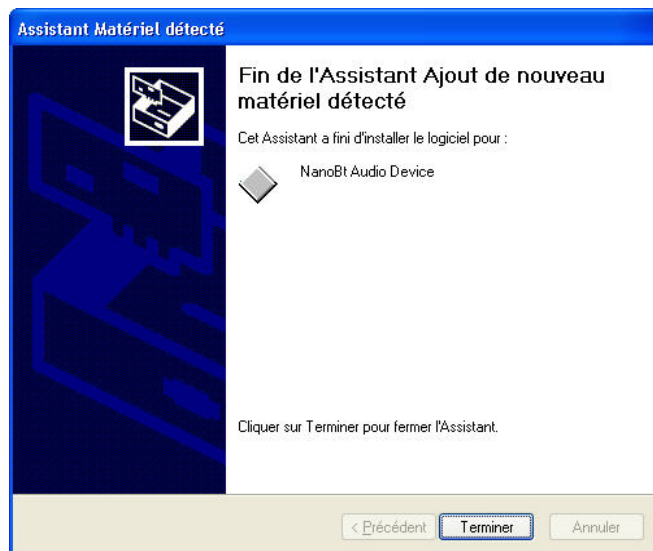 Assistant Matériel détecté
Fin de l'Assistant Ajout de nouveau
matériel détecté
Cet Assistant a fini d'installer le logiciel pour :
NanoBt Audio Device
Cliquer sur Terminer pour fermer l'Assistant.
< Précédent Terminer Annuler